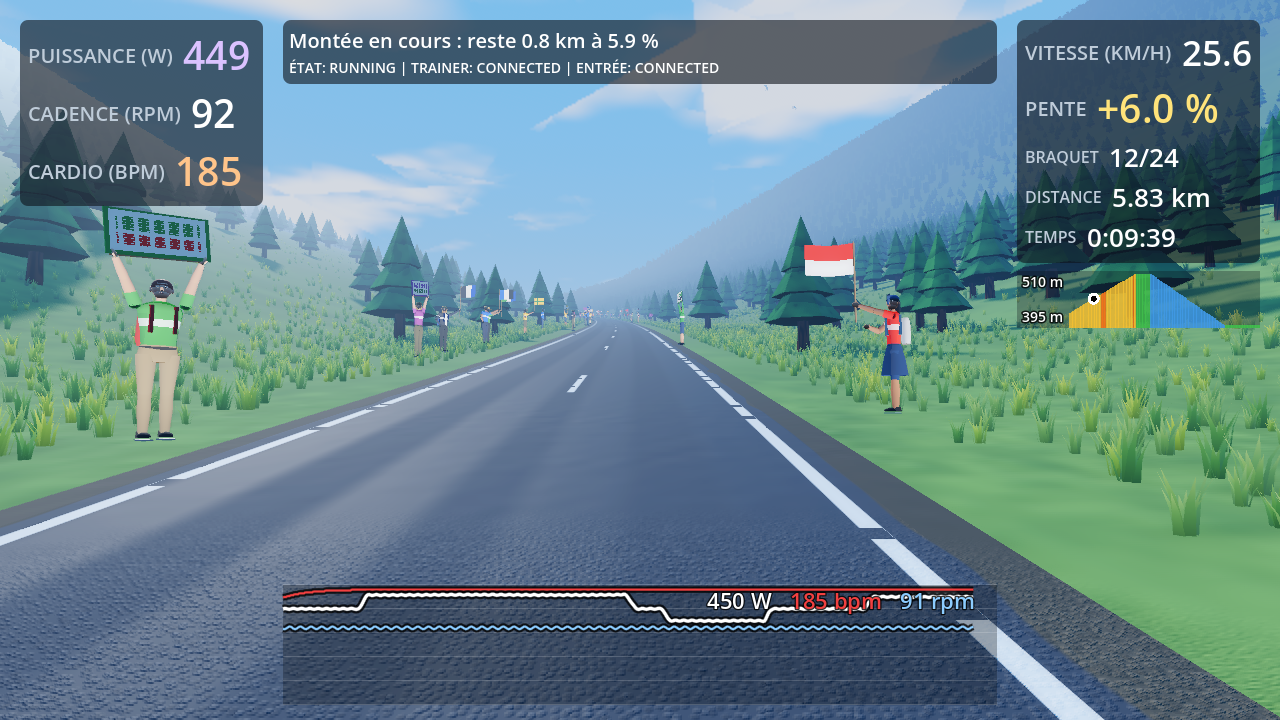 PUISSANCE (W) 449
CADENCE (RPM) 92
CARDIO (BPM) 185
Montée en cours : reste 0.8 km à 5.9 %
ÉTAT: RUNNING | TRAINER: CONNECTED | ENTRÉE: CONNECTED
VITESSE (KM/H) 25.6
PENTE +6.0 %
BRAQUET 12/24
DISTANCE 5.83 km
TEMPS 0:09:39
510 m
395 m
450 W 185 bpm 91 rpm